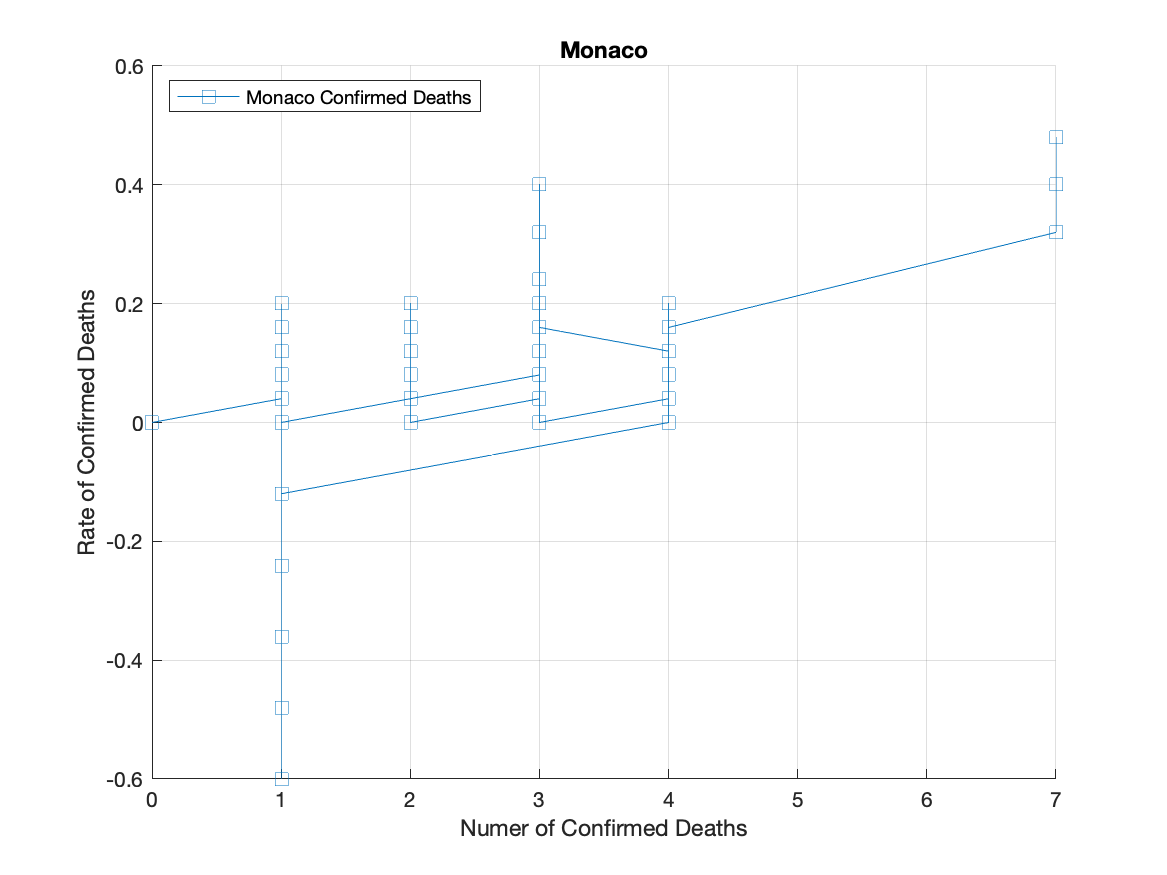 Monaco
Monaco Confirmed Deaths
0.6
0.4
0.2
0
-0.2
-0.4
-0.6
Rate of Confirmed Deaths
0 1 2 3 4 5 6 7
Numer of Confirmed Deaths